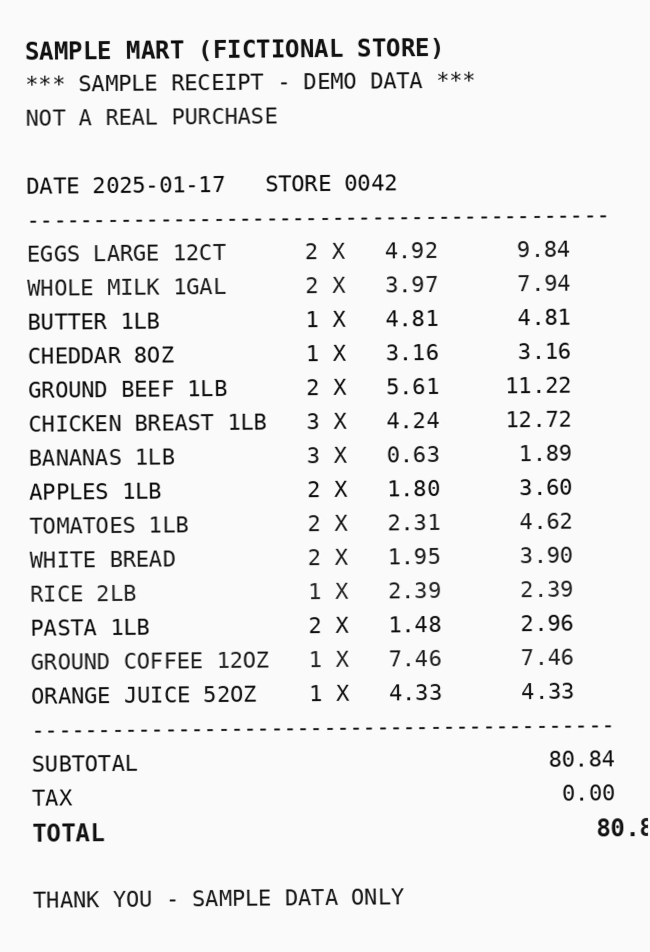 SAMPLE MART (FICTIONAL STORE)
*** SAMPLE RECEIPT - DEMO DATA ***
NOT A REAL PURCHASE
DATE 2025-01-17 STORE 0042
-------------------------------------------
EGGS LARGE 12CT 2 X 4.92 9.84
WHOLE MILK 1GAL 2 X 3.97 7.94
BUTTER 1LB 1 X 4.81 4.81
CHEDDAR 8OZ 1 X 3.16 3.16
GROUND BEEF 1LB 2 X 5.61 11.22
CHICKEN BREAST 1LB 3 X 4.24 12.72
BANANAS 1LB 3 X 0.63 1.89
APPLES 1LB 2 X 1.80 3.60
TOMATOES 1LB 2 X 2.31 4.62
WHITE BREAD 2 X 1.95 3.90
RICE 2LB 1 X 2.39 2.39
PASTA 1LB 2 X 1.48 2.96
GROUND COFFEE 12OZ 1 X 7.46 7.46
ORANGE JUICE 52OZ 1 X 4.33 4.33
-------------------------------------------
SUBTOTAL 80.84
TAX 0.00
TOTAL
THANK YOU - SAMPLE DATA ONLY